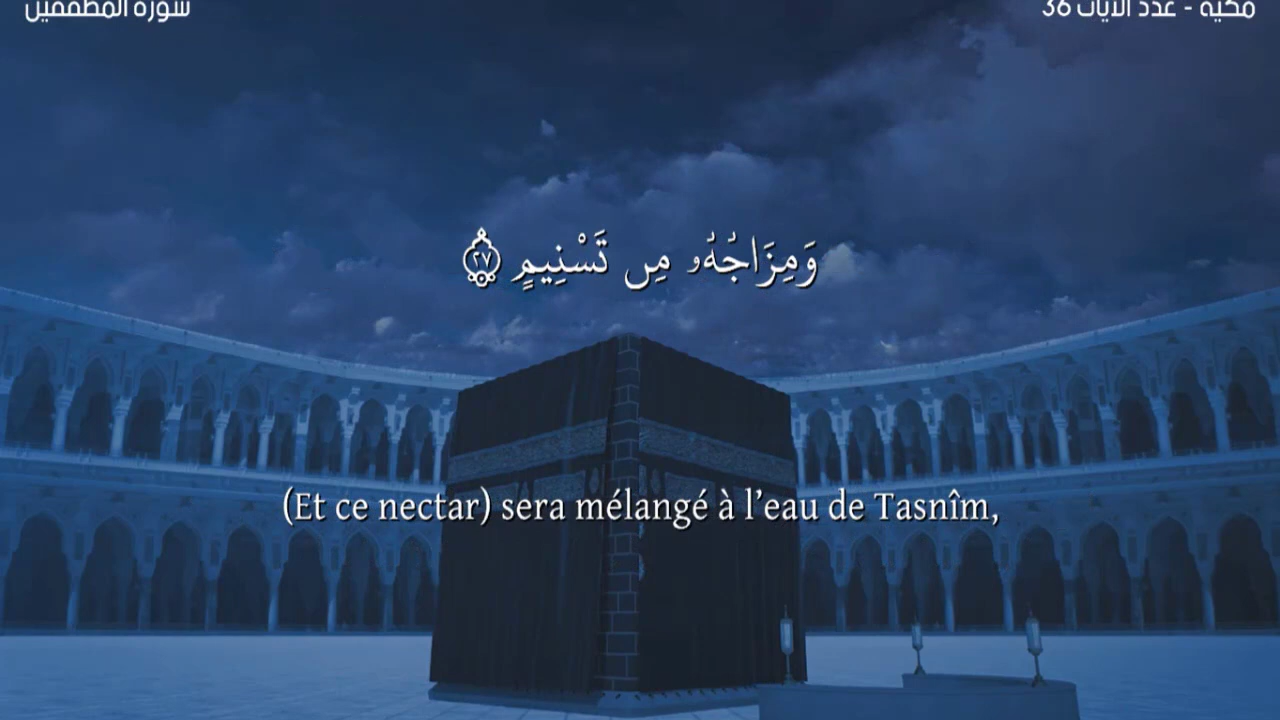 سورة المطففين
مكية - عدد الآيات 36
وَمِزَاجُهُۥ مِن تَسْنِيمٍ ٢٧
(Et ce nectar) sera mélangé à l’eau de Tasnîm,